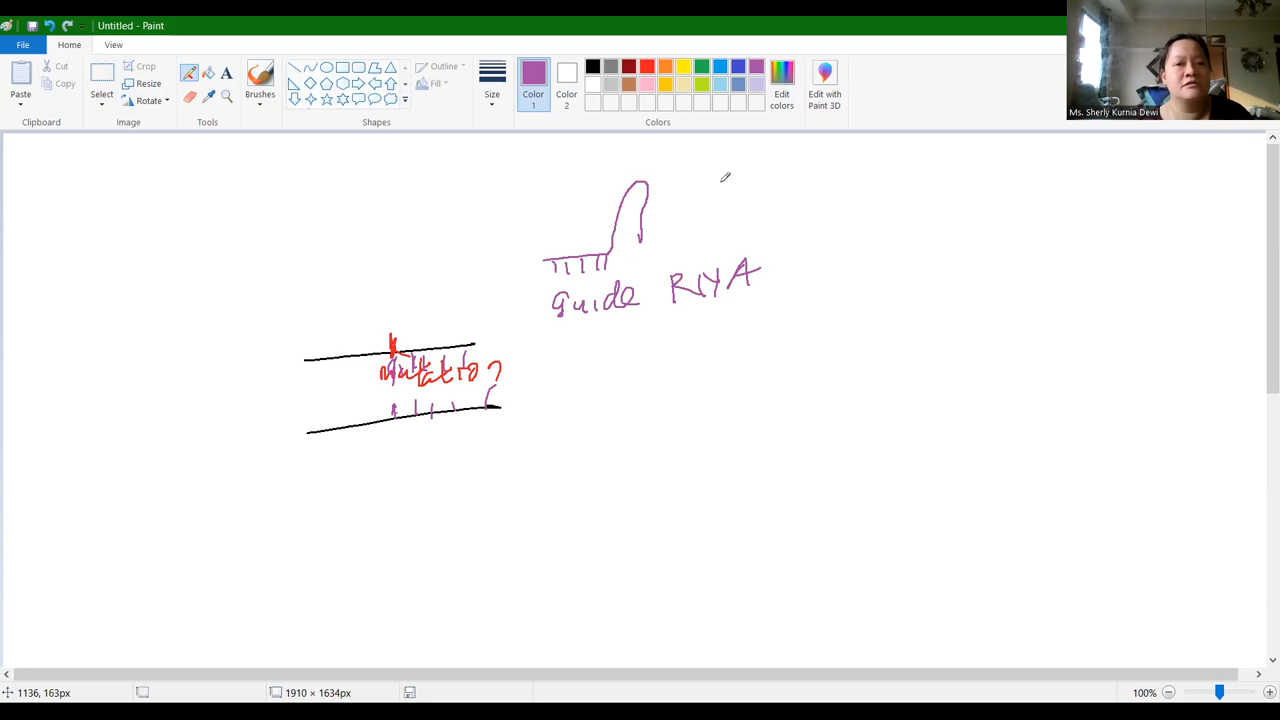 Untitled - Paint
File Home View
Cut
Copy
Paste
Clipboard
Select
Crop
Resize
Rotate
Image
Tools
Brushes
Shapes
Outline
Fill
Size
Color 1
Color 2
Edit colors
Colors
Edit with Paint 3D
Ms. Sherly Kurnia Dewi
guide RNA
1136, 163px
1910 × 1634px
100%